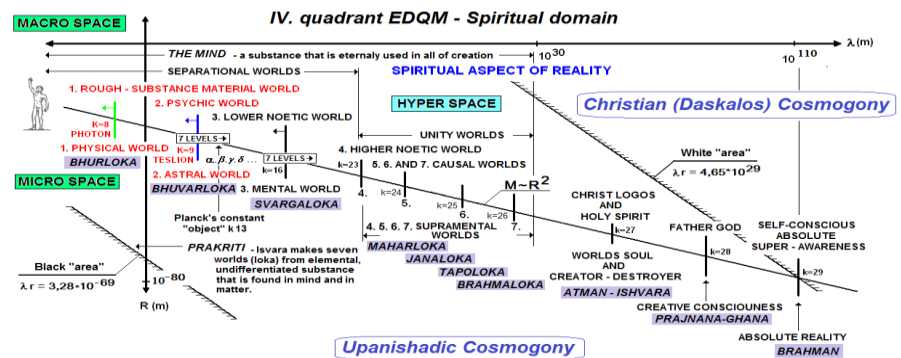 IV. quadrant EDQM - Spiritual domain
MACRO SPACE
λ (m)
THE MIND - a substance that is eternaly used in all of creation
10^30
10^110
SEPARATIONAL WORLDS
SPIRITUAL ASPECT OF REALITY
1. ROUGH - SUBSTANCE MATERIAL WORLD
2. PSYCHIC WORLD
HYPER SPACE
Christian (Daskalos) Cosmogony
3. LOWER NOETIC WORLD
UNITY WORLDS
K=8
PHOTON
7 LEVELS
4. HIGHER NOETIC WORLD
1. PHYSICAL WORLD
K=9
TESLION
α, β, γ, δ ...
7 LEVELS
k=16
k=23
5. 6. AND 7. CAUSAL WORLDS
White "area"
λ r = 4,65*10^29
BHURLOKA
2. ASTRAL WORLD
M~R^2
BHUVARLOKA
3. MENTAL WORLD
4.
k=24
5.
k=25
6.
k=26
7.
CHRIST LOGOS
AND
HOLY SPIRIT
MICRO SPACE
SVARGALOKA
FATHER GOD
SELF-CONSCIOUS
ABSOLUTE
SUPER - AWARENESS
Planck's constant
"object" k 13
4. 5. 6. 7. SUPRAMENTAL
WORLDS
k=27
PRAKRITI - Isvara makes seven
worlds (loka) from elemental,
undifferentiated substance
that is found in mind and in
matter.
MAHARLOKA
JANALOKA
TAPOLOKA
BRAHMALOKA
WORLDS SOUL
AND
CREATOR - DESTROYER
ATMAN - ISHVARA
k=28
k=29
Black "area"
λ r = 3,28*10^-69
10^-80
R (m)
CREATIVE CONSCIOUNESS
PRAJNANA-GHANA
ABSOLUTE REALITY
BRAHMAN
Upanishadic Cosmogony